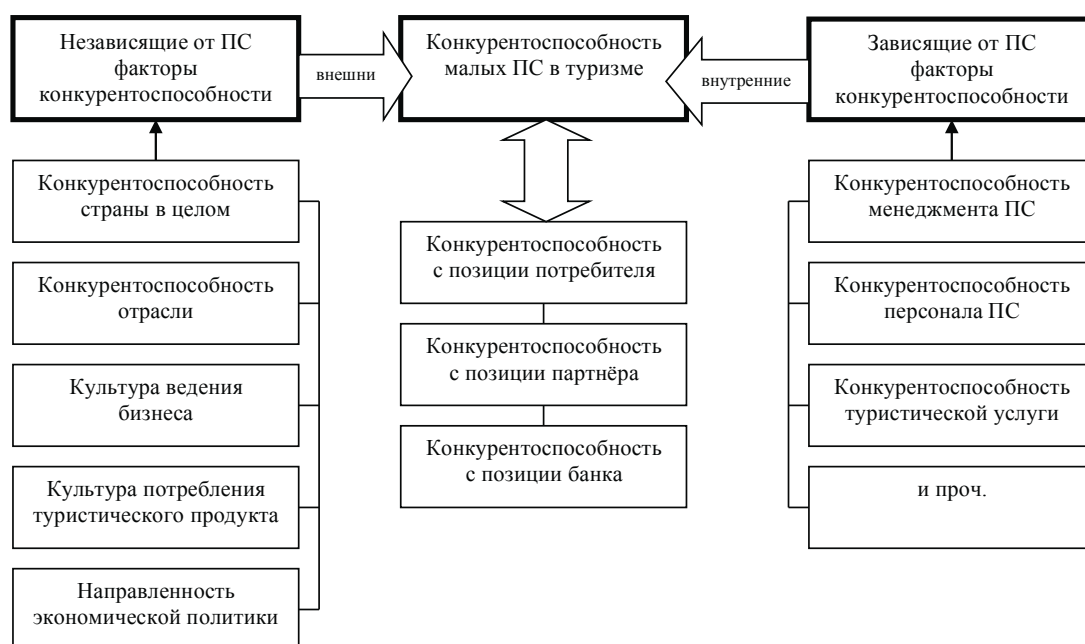 Независящие от ПС
факторы
конкурентоспособности
внешни
Конкурентоспособность
малых ПС в туризме
внутренние
Зависящие от ПС
факторы
конкурентоспособности
Конкурентоспособность
страны в целом
Конкурентоспособность
отрасли
Культура ведения
бизнеса
Культура потребления
туристического продукта
Направленность
экономической политики
Конкурентоспособность
с позиции потребителя
Конкурентоспособность
с позиции партнёра
Конкурентоспособность
с позиции банка
Конкурентоспособность
менеджмента ПС
Конкурентоспособность
персонала ПС
Конкурентоспособность
туристической услуги
и проч.